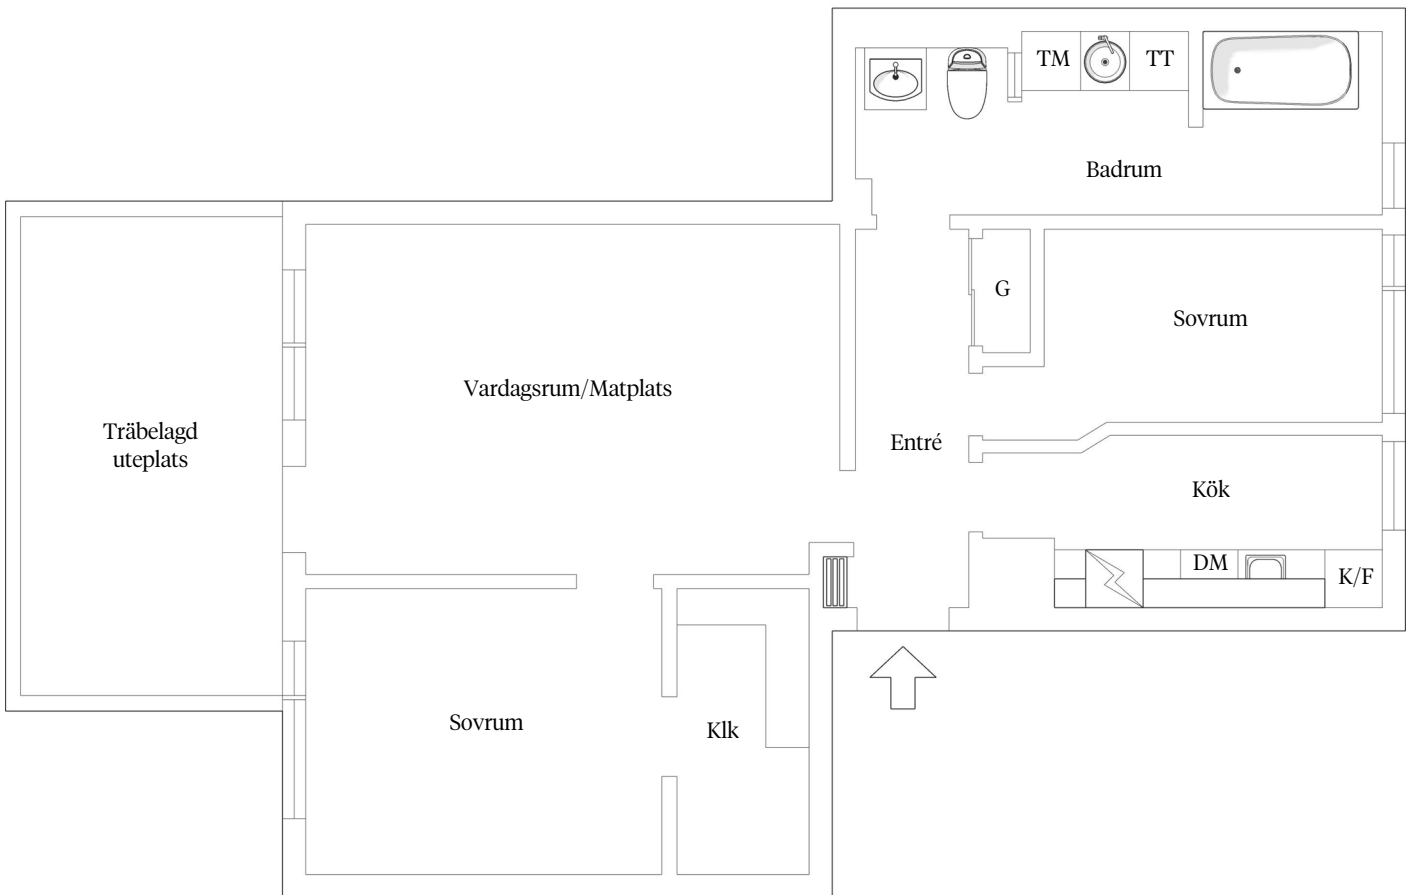 TM
TT
Badrum
G
Sovrum
Vardagsrum/Matplats
Träbelagd
uteplats
Entré
Kök
DM
K/F
Sovrum
Klk